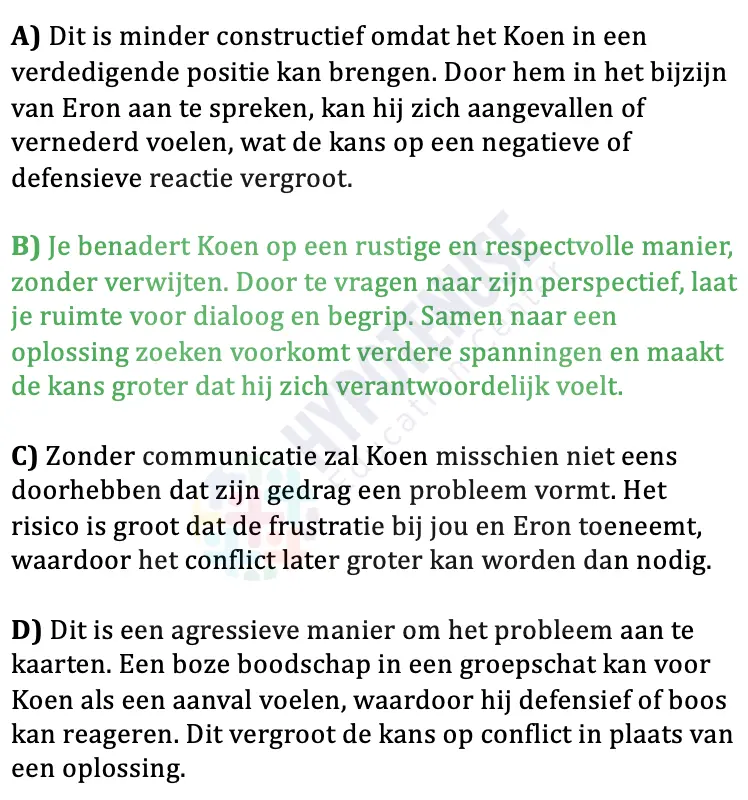 A) Dit is minder constructief omdat het Koen in een
verdedigende positie kan brengen. Door hem in het bijzijn
van Eron aan te spreken, kan hij zich aangevallen of
vernederd voelen, wat de kans op een negatieve of
defensieve reactie vergroot.
B) Je benadert Koen op een rustige en respectvolle manier,
zonder verwijten. Door te vragen naar zijn perspectief, laat
je ruimte voor dialoog en begrip. Samen naar een
oplossing zoeken voorkomt verdere spanningen en maakt
de kans groter dat hij zich verantwoordelijk voelt.
C) Zonder communicatie zal Koen misschien niet eens
doorhebben dat zijn gedrag een probleem vormt. Het
risico is groot dat de frustratie bij jou en Eron toeneemt,
waardoor het conflict later groter kan worden dan nodig.
D) Dit is een agressieve manier om het probleem aan te
kaarten. Een boze boodschap in een groepschat kan voor
Koen als een aanval voelen, waardoor hij defensief of boos
kan reageren. Dit vergroot de kans op conflict in plaats van
een oplossing.
HYPOTENUSE
Education Center